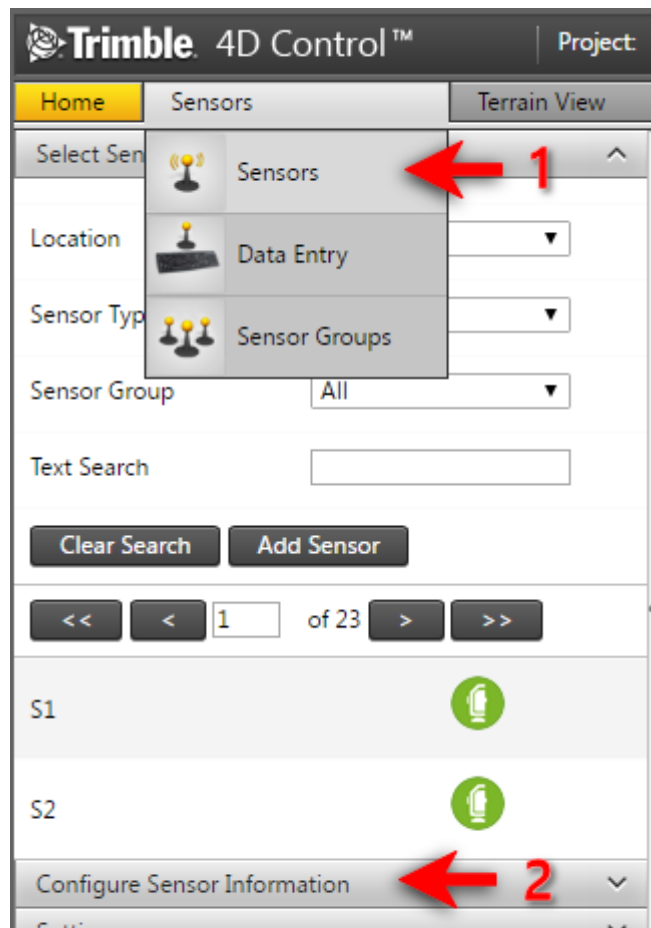 Trimble. 4D Control™ Project:
Home Sensors Terrain View
Select Sen
Sensors 1
Location
Data Entry
Sensor Typ
Sensor Groups
Sensor Group All
Text Search
Clear Search Add Sensor
<< < 1 of 23 > >>
S1
S2
Configure Sensor Information 2